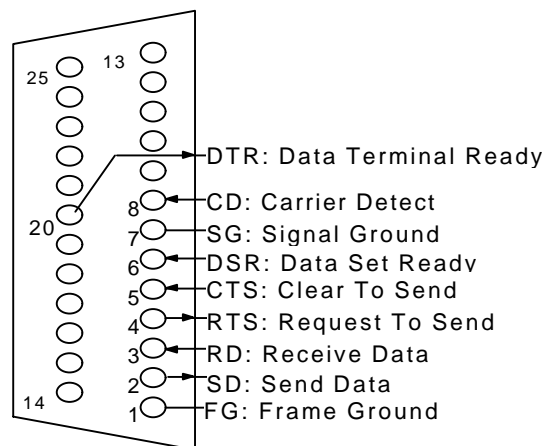 13
25
DTR: Data Terminal Ready
8 CD: Carrier Detect
20 7 SG: Signal Ground
6 DSR: Data Set Ready
5 CTS: Clear To Send
4 RTS: Request To Send
3 RD: Receive Data
2 SD: Send Data
14 1 FG: Frame Ground